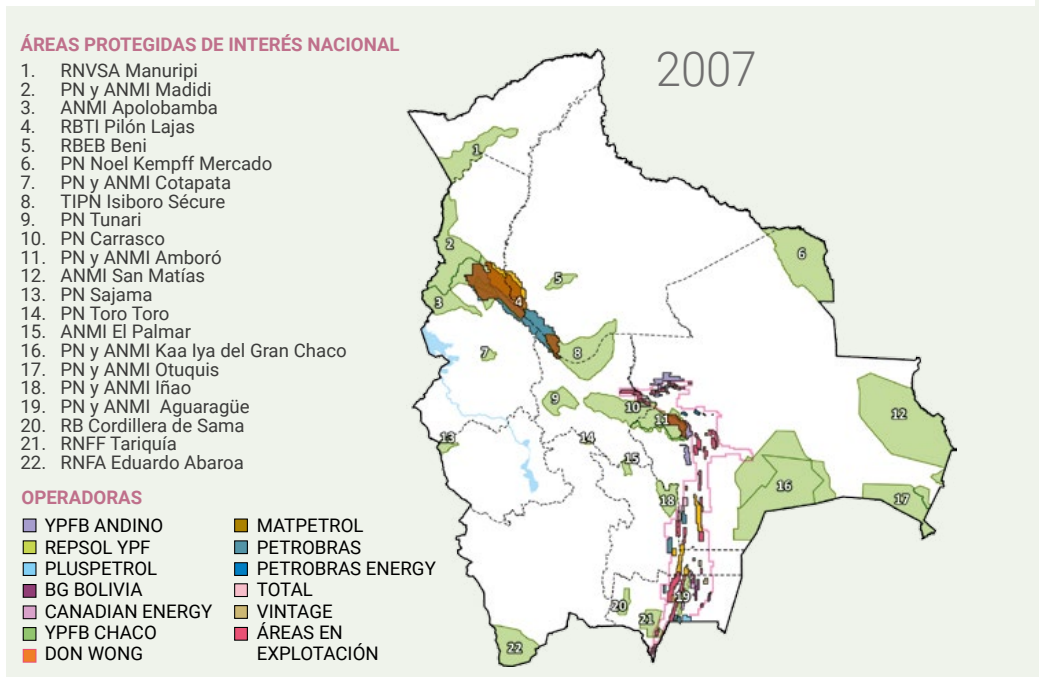 ÁREAS PROTEGIDAS DE INTERÉS NACIONAL
1. RNVSA Manuripi
2. PN y ANMI Madidi
3. ANMI Apolobamba
4. RBTI Pilón Lajas
5. RBEB Beni
6. PN Noel Kempff Mercado
7. PN y ANMI Cotapata
8. TIPN Isiboro Sécure
9. PN Tunari
10. PN Carrasco
11. PN y ANMI Amboró
12. ANMI San Matías
13. PN Sajama
14. PN Toro Toro
15. ANMI El Palmar
16. PN y ANMI Kaa Iya del Gran Chaco
17. PN y ANMI Otuquis
18. PN y ANMI Iñao
19. PN y ANMI Aguaragüe
20. RB Cordillera de Sama
21. RNFF Tariquía
22. RNFA Eduardo Abaroa
OPERADORAS
YPFB ANDINO
REPSOL YPF
PLUSPETROL
BG BOLIVIA
CANADIAN ENERGY
YPFB CHACO
DON WONG
MATPETROL
PETROBRAS
PETROBRAS ENERGY
TOTAL
VINTAGE
ÁREAS EN
EXPLOTACIÓN
2007
1
2
6
5
4
3
7
8
9
10
11
12
13
14
15
16
17
18
19
20
21
22